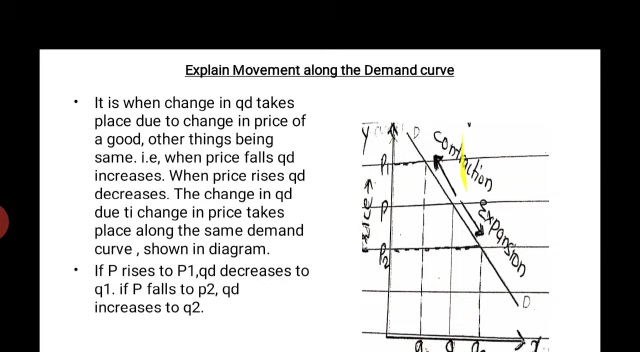 Explain Movement along the Demand curve
• It is when change in qd takes
place due to change in price of
a good, other things being
same. i.e, when price falls qd
increases. When price rises qd
decreases. The change in qd
due ti change in price takes
place along the same demand
curve , shown in diagram.
• If P rises to P1,qd decreases to
q1. if P falls to p2, qd
increases to q2.
Y
D
contraction
P1
P
Expansion
P2
D
X